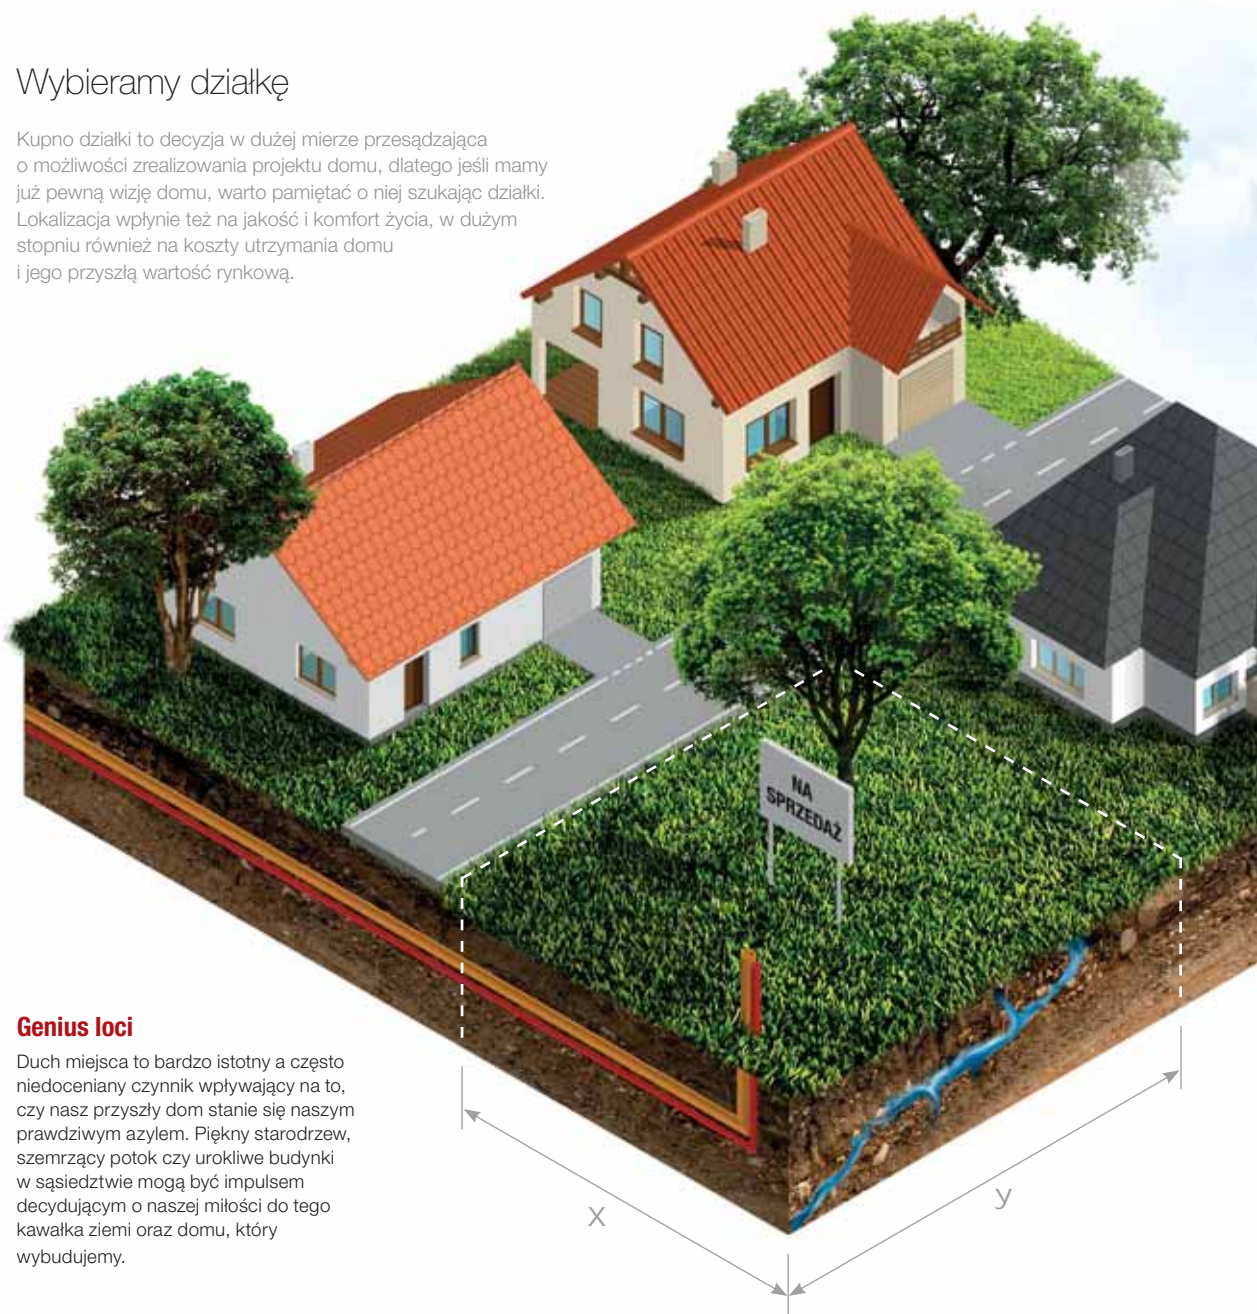 Wybieramy działkę
Kupno działki to decyzja w dużej mierze przesądzająca
o możliwości zrealizowania projektu domu, dlatego jeśli mamy
już pewną wizję domu, warto pamiętać o niej szukając działki.
Lokalizacja wpłynie też na jakość i komfort życia, w dużym
stopniu również na koszty utrzymania domu
i jego przyszłą wartość rynkową.
NA
SPRZEDAŻ
Genius loci
Duch miejsca to bardzo istotny a często
niedoceniany czynnik wpływający na to,
czy nasz przyszły dom stanie się naszym
prawdziwym azylem. Piękny starodrzew,
szemrzący potok czy urokliwe budynki
w sąsiedztwie mogą być impulsem
decydującym o naszej miłości do tego
kawałka ziemi oraz domu, który
wybudujemy.
X
y